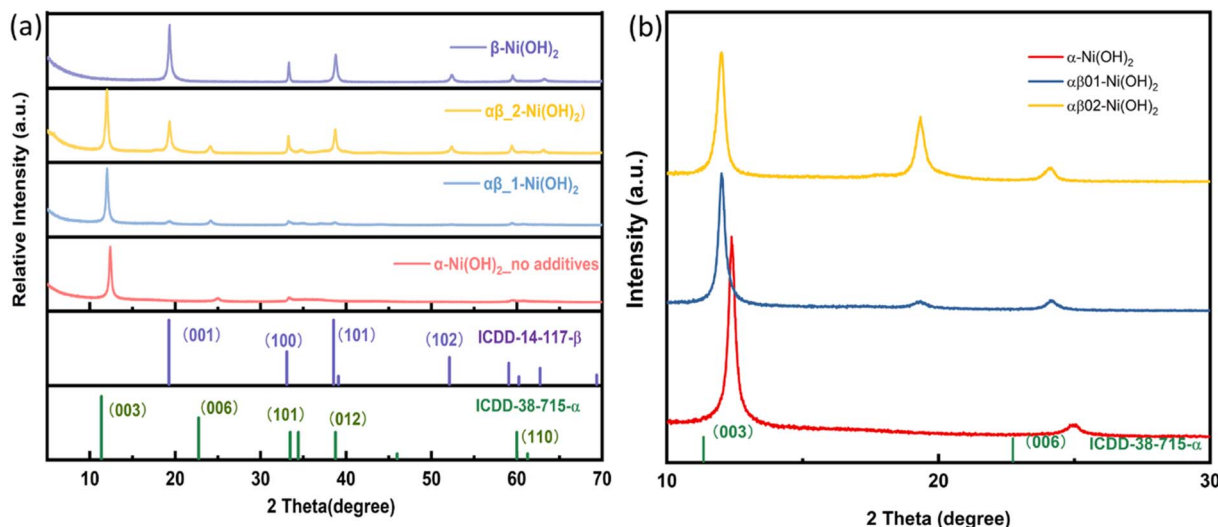 (a)
Relative Intensity (a.u.)
β-Ni(OH)₂
αβ_2-Ni(OH)₂)
αβ_1-Ni(OH)₂
α-Ni(OH)₂_no additives
(001)
(100)
(101)
(102)
ICDD-14-117-β
(003)
(006)
(101)
(012)
ICDD-38-715-α
(110)
10 20 30 40 50 60 70
2 Theta(degree)
(b)
Intensity (a.u.)
α-Ni(OH)₂
αβ01-Ni(OH)₂
αβ02-Ni(OH)₂
(003)
(006)
ICDD-38-715-α
10 20 30
2 Theta (degree)